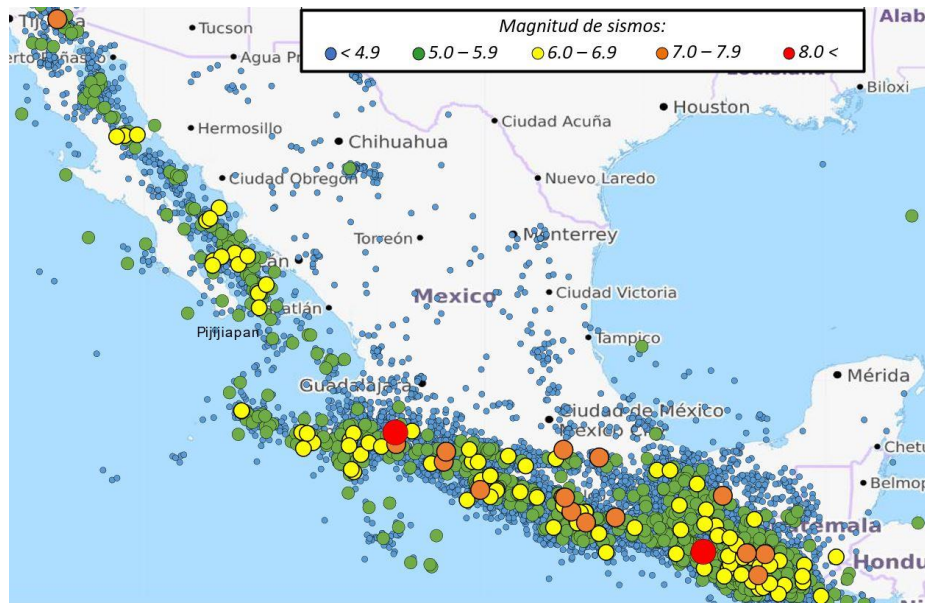 Magnitud de sismos:
< 4.9 5.0 – 5.9 6.0 – 6.9 7.0 – 7.9 8.0 <
Alab
Tucson
Agua Pr
Biloxi
Houston
Hermosillo
Ciudad Acuña
Chihuahua
Ciudad Obregón
Nuevo Laredo
Torreón
Monterrey
Mexico
Ciudad Victoria
atlán
Pijijiapan
Tampico
Guadalajara
Mérida
Ciudad de México
Chetu
Belmop
temala
Hondu